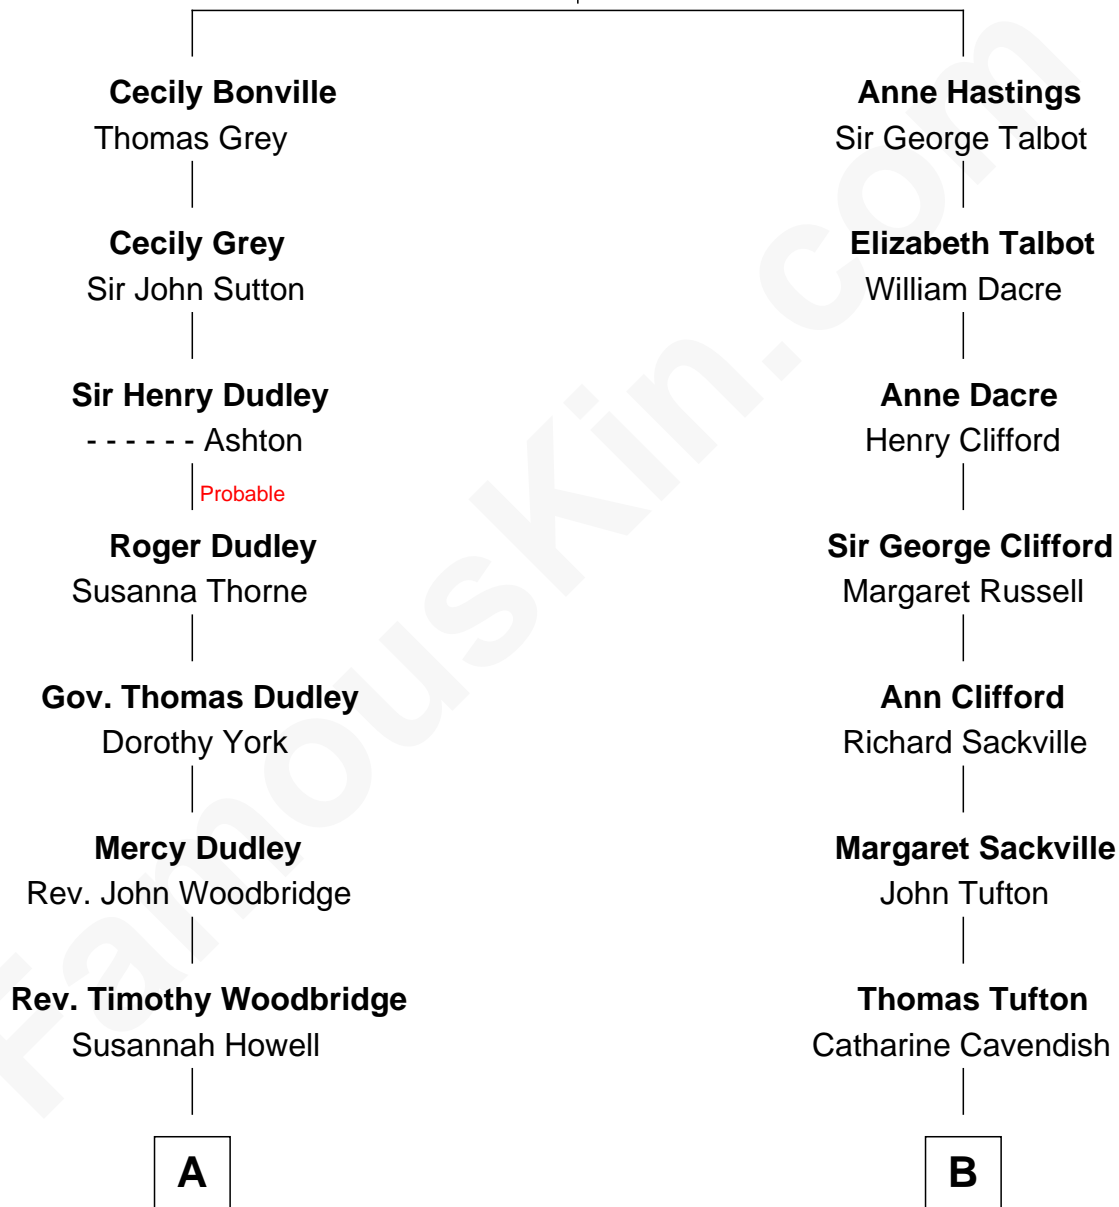 Cecily Bonville
Thomas Grey
Cecily Grey
Sir John Sutton
Sir Henry Dudley
- - - - - - Ashton
Probable
Roger Dudley
Susanna Thorne
Gov. Thomas Dudley
Dorothy York
Mercy Dudley
Rev. John Woodbridge
Rev. Timothy Woodbridge
Susannah Howell
A
Anne Hastings
Sir George Talbot
Elizabeth Talbot
William Dacre
Anne Dacre
Henry Clifford
Sir George Clifford
Margaret Russell
Ann Clifford
Richard Sackville
Margaret Sackville
John Tufton
Thomas Tufton
Catharine Cavendish
B
FamousKin.com